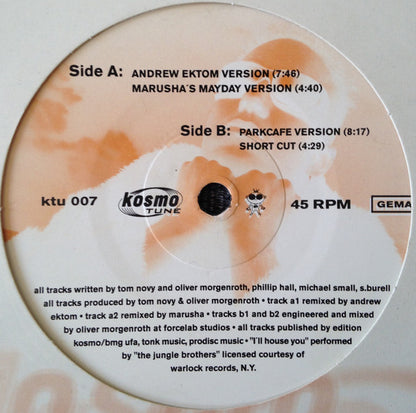 Side A: ANDREW EKTOM VERSION (7:46)
MARUSHA´S MAYDAY VERSION (4:40)
Side B: PARKCAFE VERSION (8:17)
SHORT CUT (4:29)
ktu 007
kosmo
TUNE
45 RPM
GEMA
all tracks written by tom novy and oliver morgenroth, phillip hall, michael small, s.burell
all tracks produced by tom novy & oliver morgenroth • track a1 remixed by andrew
ektom • track a2 remixed by marusha • tracks b1 and b2 engineered and mixed
by oliver morgenroth at forcelab studios • all tracks published by edition
kosmo/bmg ufa, tonk music, prodisc music • "I'll house you" performed
by "the jungle brothers" licensed courtesy of
warlock records, N.Y.